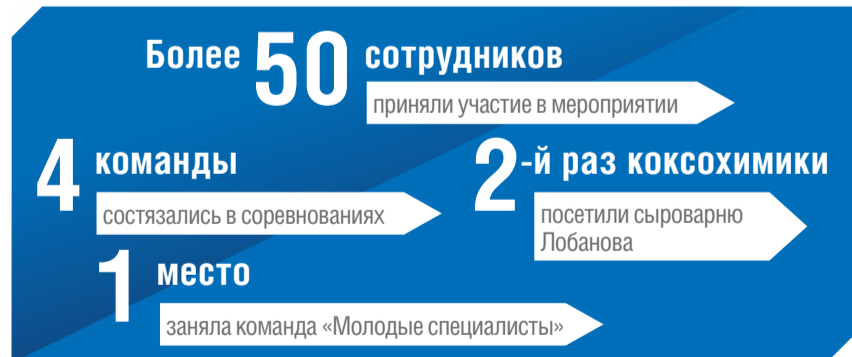 Более 50 сотрудников
приняли участие в мероприятии
4 команды
состязались в соревнованиях
2-й раз коксохимики
посетили сыроварню
Лобанова
1 место
заняла команда «Молодые специалисты»